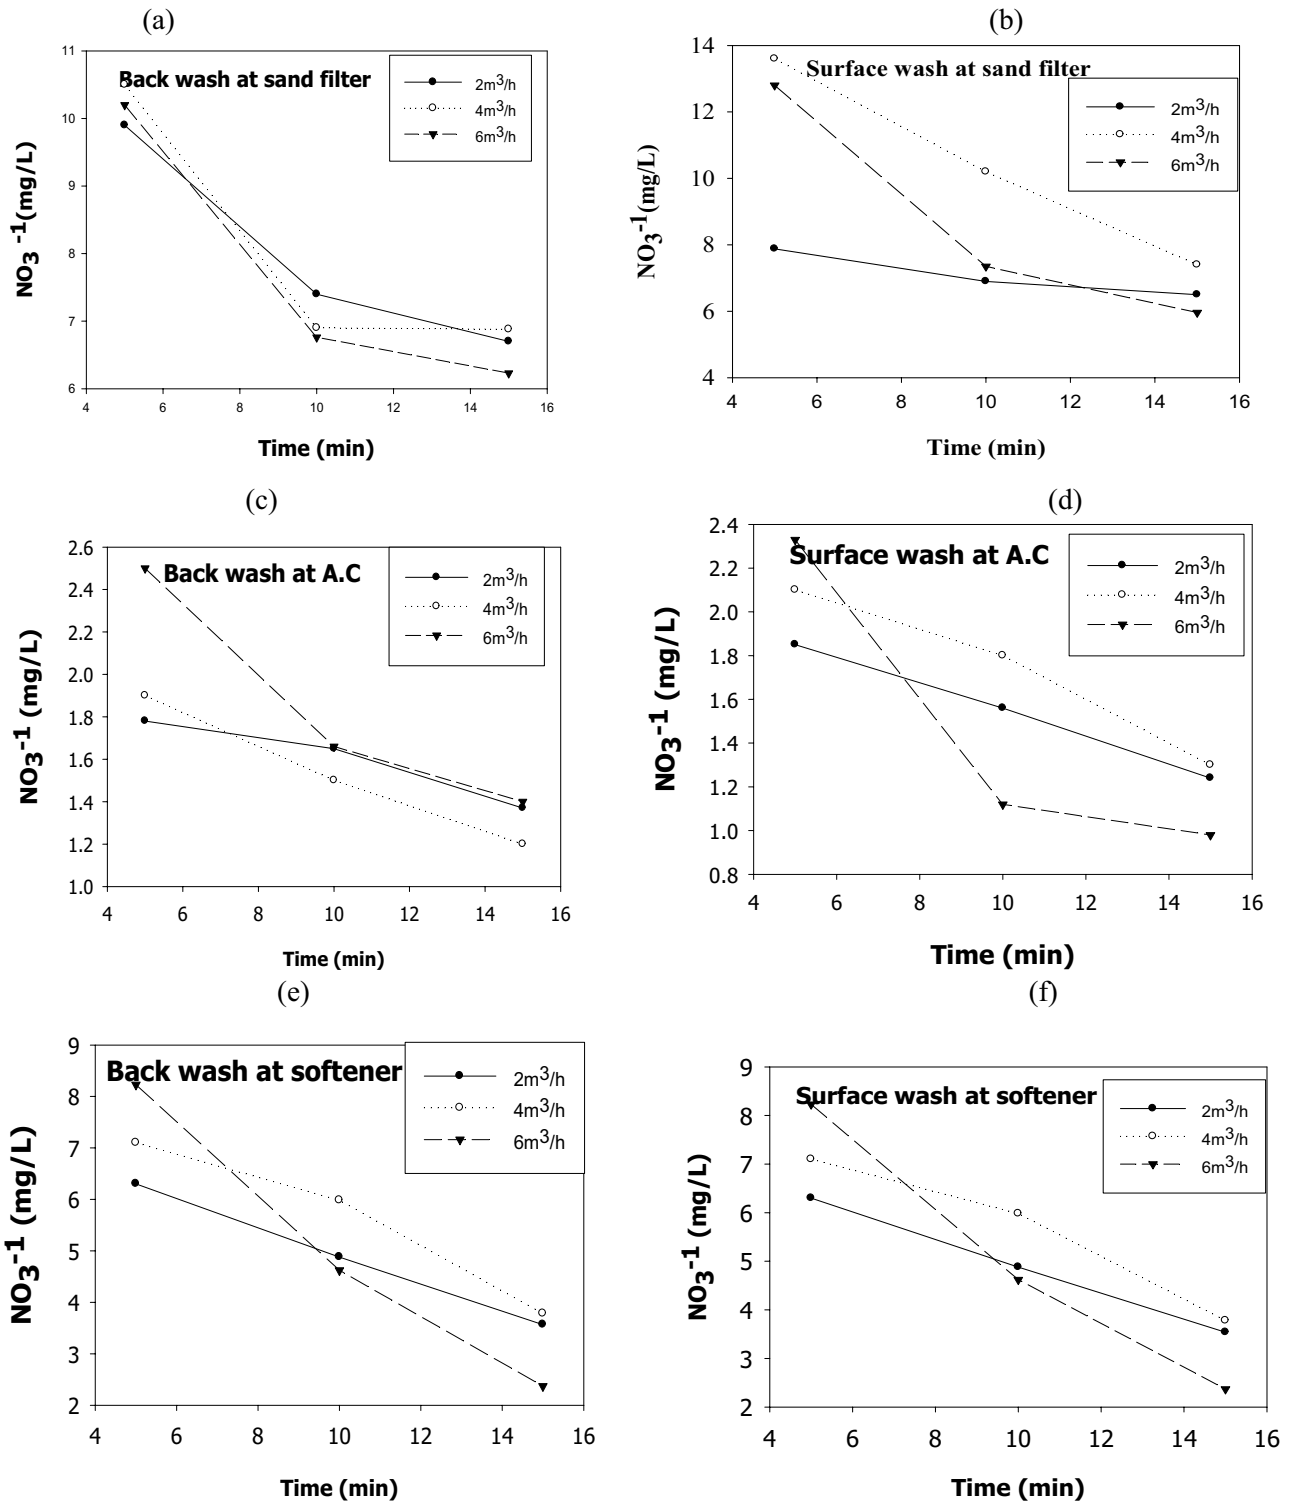 (a)
Back wash at sand filter
2m³/h
4m³/h
6m³/h
NO₃⁻¹(mg/L)
11
10
9
8
7
6
4 6 8 10 12 14 16
Time (min)
(b)
Surface wash at sand filter
2m³/h
4m³/h
6m³/h
NO₃⁻¹(mg/L)
14
12
10
8
6
4
4 6 8 10 12 14 16
Time (min)
(c)
Back wash at A.C
2m³/h
4m³/h
6m³/h
NO₃⁻¹ (mg/L)
2.6
2.4
2.2
2.0
1.8
1.6
1.4
1.2
1.0
4 6 8 10 12 14 16
Time (min)
(d)
Surface wash at A.C
2m³/h
4m³/h
6m³/h
NO₃⁻¹ (mg/L)
2.4
2.2
2.0
1.8
1.6
1.4
1.2
1.0
0.8
4 6 8 10 12 14 16
Time (min)
(e)
Back wash at softener
2m³/h
4m³/h
6m³/h
NO₃⁻¹ (mg/L)
9
8
7
6
5
4
3
2
4 6 8 10 12 14 16
Time (min)
(f)
Surface wash at softener
2m³/h
4m³/h
6m³/h
NO₃⁻¹ (mg/L)
9
8
7
6
5
4
3
2
4 6 8 10 12 14 16
Time (min)